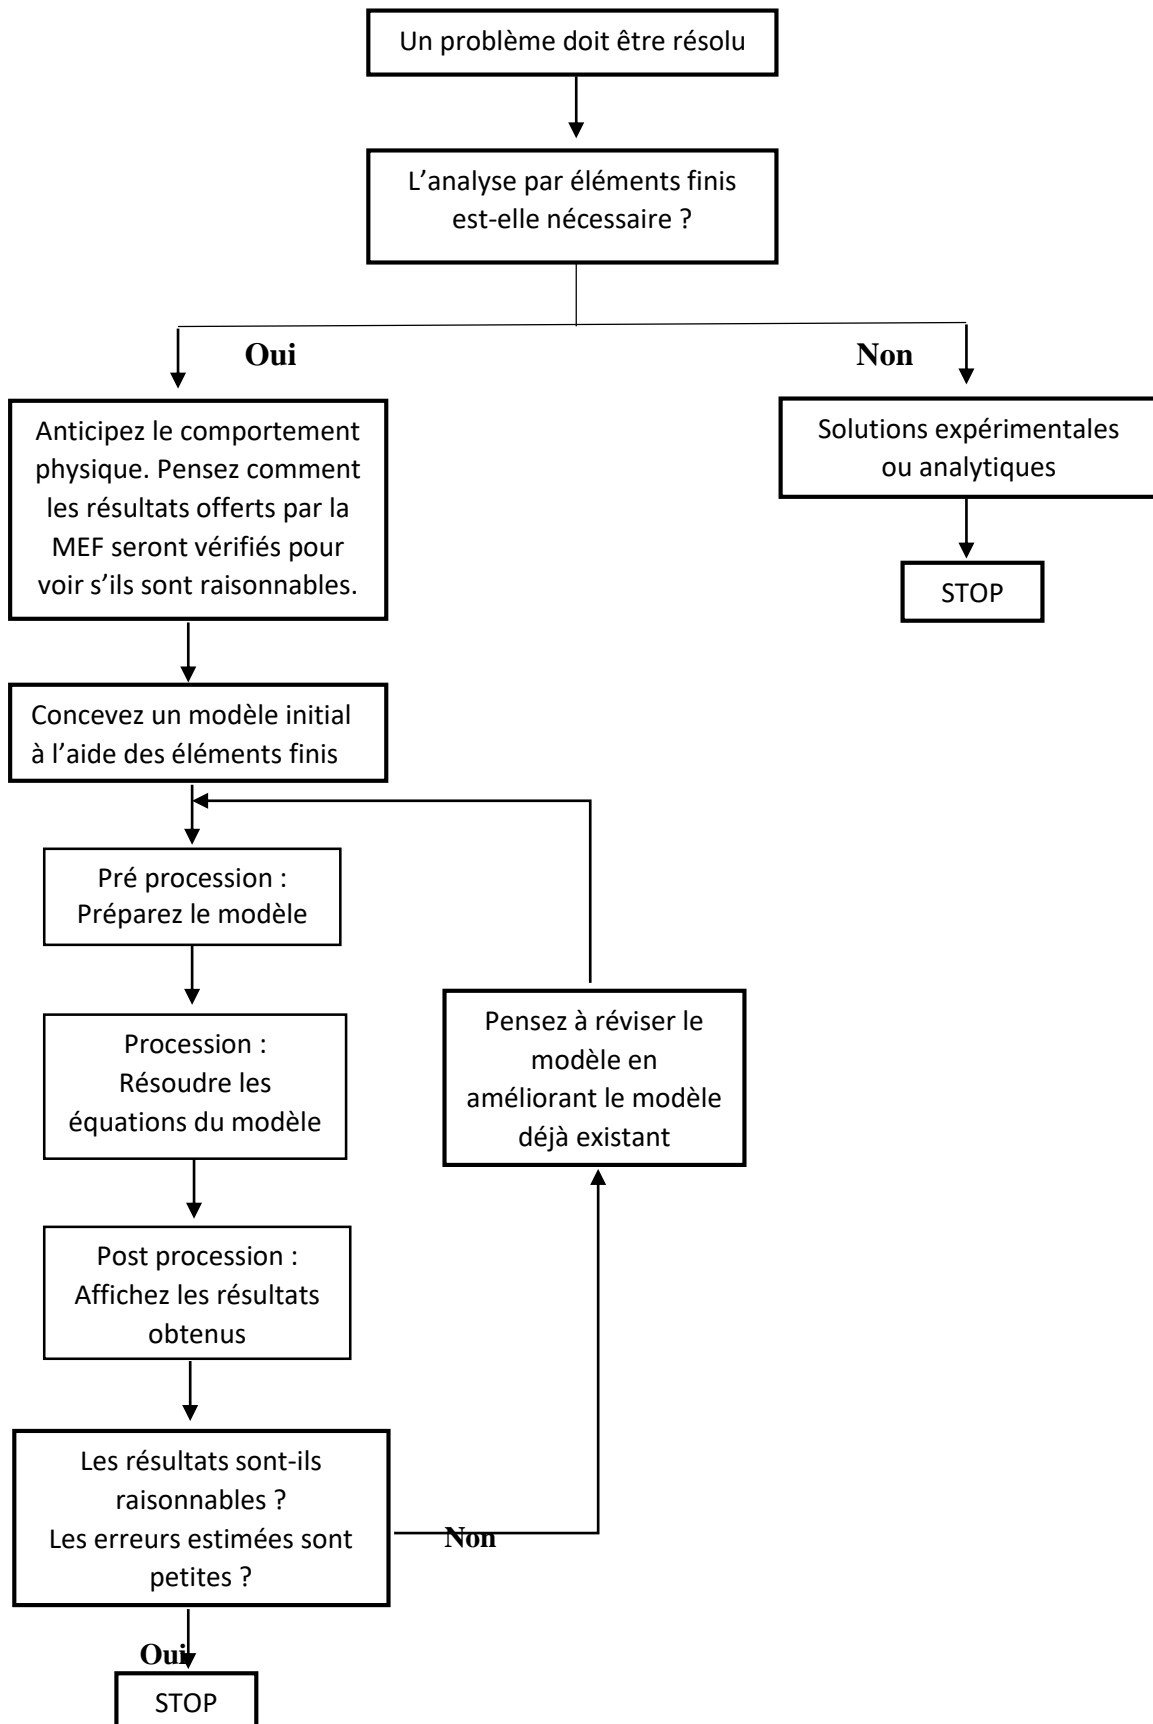 Un problème doit être résolu
L’analyse par éléments finis
est-elle nécessaire ?
Oui
Non
Anticipez le comportement
physique. Pensez comment
les résultats offerts par la
MEF seront vérifiés pour
voir s’ils sont raisonnables.
Solutions expérimentales
ou analytiques
STOP
Concevez un modèle initial
à l’aide des éléments finis
Pré procession :
Préparez le modèle
Procession :
Résoudre les
équations du modèle
Pensez à réviser le
modèle en
améliorant le modèle
déjà existant
Post procession :
Affichez les résultats
obtenus
Les résultats sont-ils
raisonnables ?
Les erreurs estimées sont
petites ?
Non
Oui
STOP